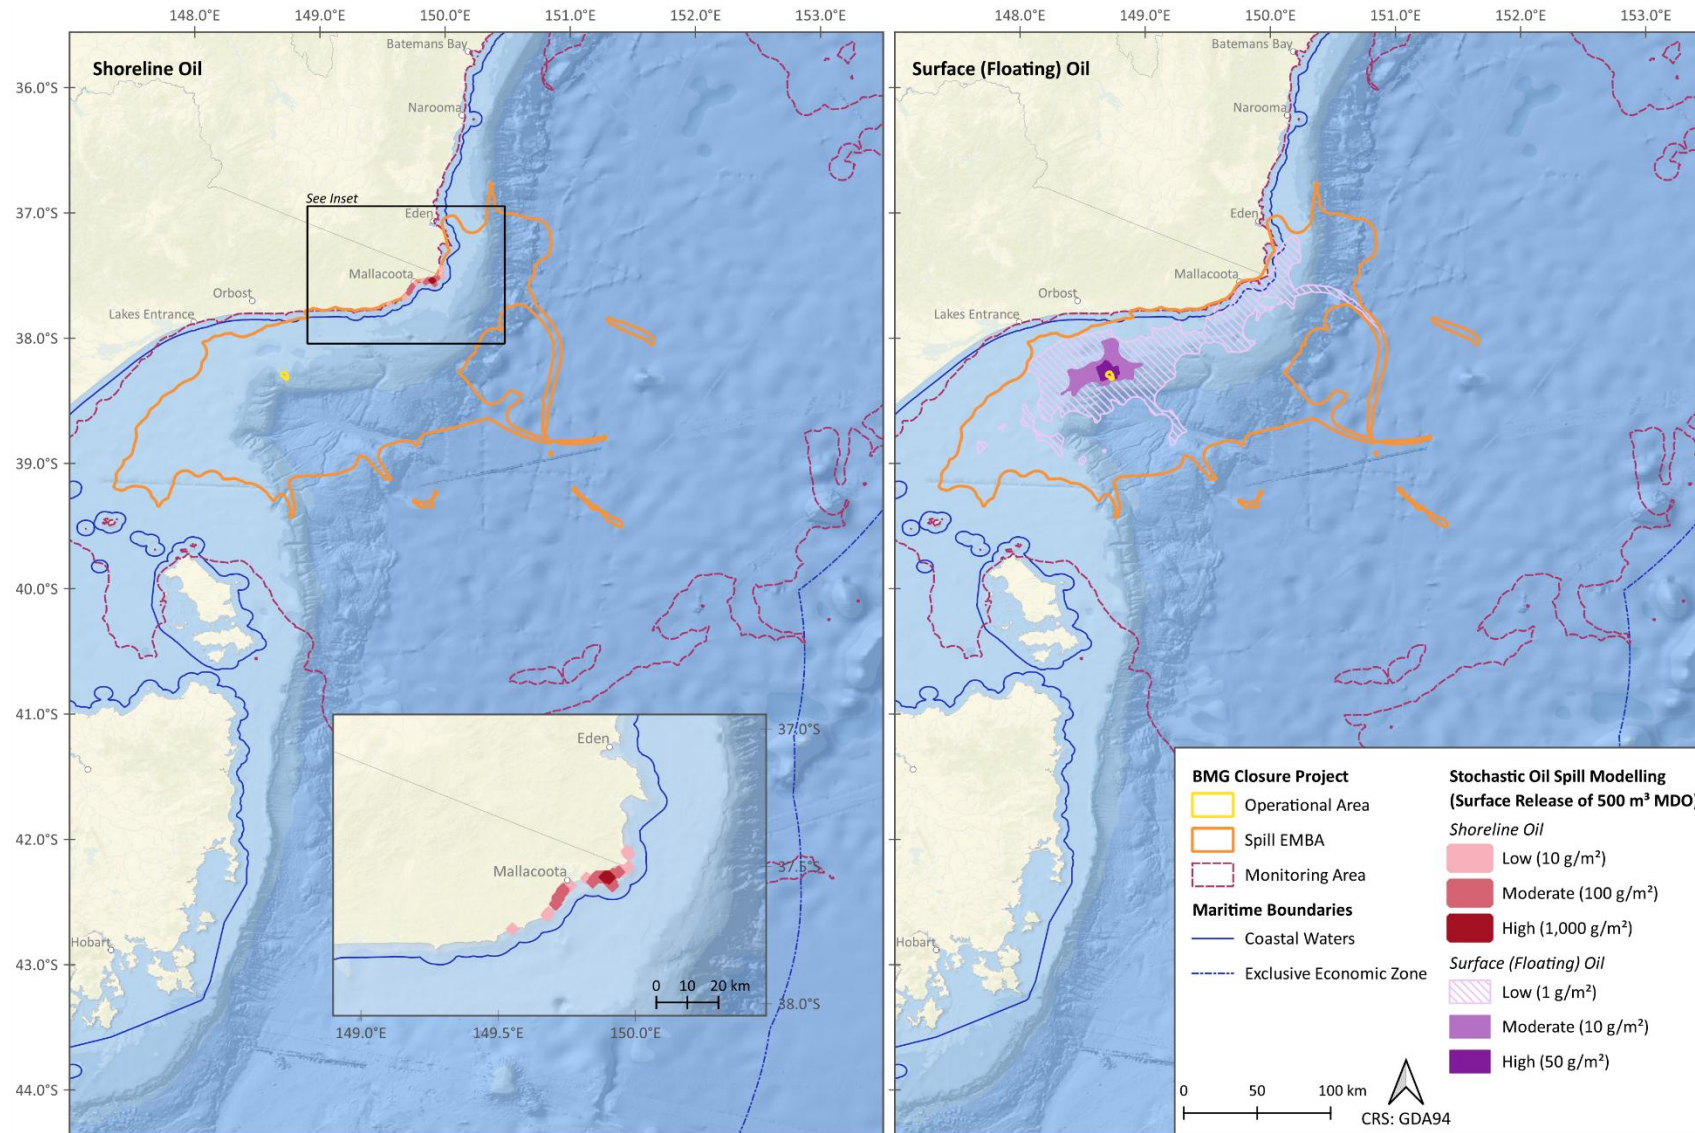 148.0°E 149.0°E 150.0°E 151.0°E 152.0°E 153.0°E
148.0°E 149.0°E 150.0°E 151.0°E 152.0°E 153.0°E
36.0°S
37.0°S
38.0°S
39.0°S
40.0°S
41.0°S
42.0°S
43.0°S
44.0°S
Shoreline Oil
Batemans Bay
Narooma
See Inset
Eden
Mallacoota
Orbost
Lakes Entrance
Hobart
Eden
Mallacoota
37.0°S
37.5°S
38.0°S
0 10 20 km
149.0°E 149.5°E 150.0°E
Surface (Floating) Oil
Batemans Bay
Narooma
Eden
Mallacoota
Orbost
Lakes Entrance
Hobart
BMG Closure Project
Operational Area
Spill EMBA
Monitoring Area
Maritime Boundaries
Coastal Waters
Exclusive Economic Zone
Stochastic Oil Spill Modelling
(Surface Release of 500 m³ MDO)
Shoreline Oil
Low (10 g/m²)
Moderate (100 g/m²)
High (1,000 g/m²)
Surface (Floating) Oil
Low (1 g/m²)
Moderate (10 g/m²)
High (50 g/m²)
0 50 100 km
CRS: GDA94